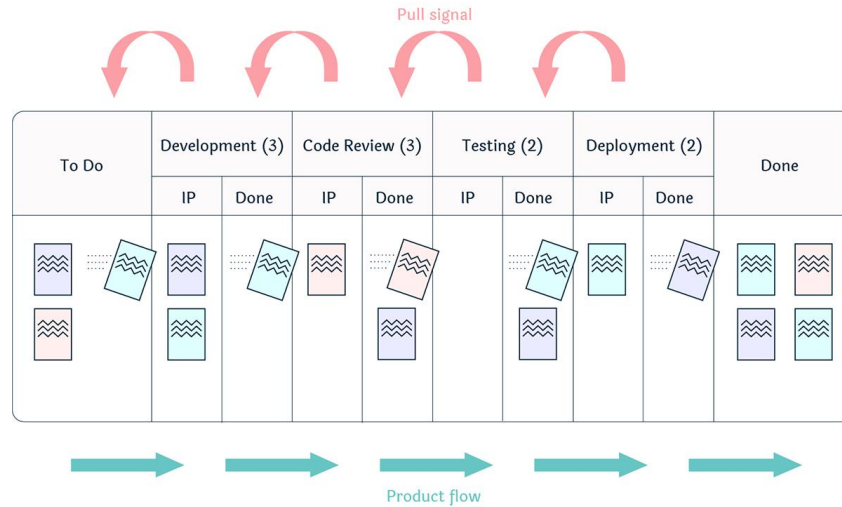 Pull signal
To Do
Development (3)
Code Review (3)
Testing (2)
Deployment (2)
Done
IP
Done
IP
Done
IP
Done
IP
Done
Product flow